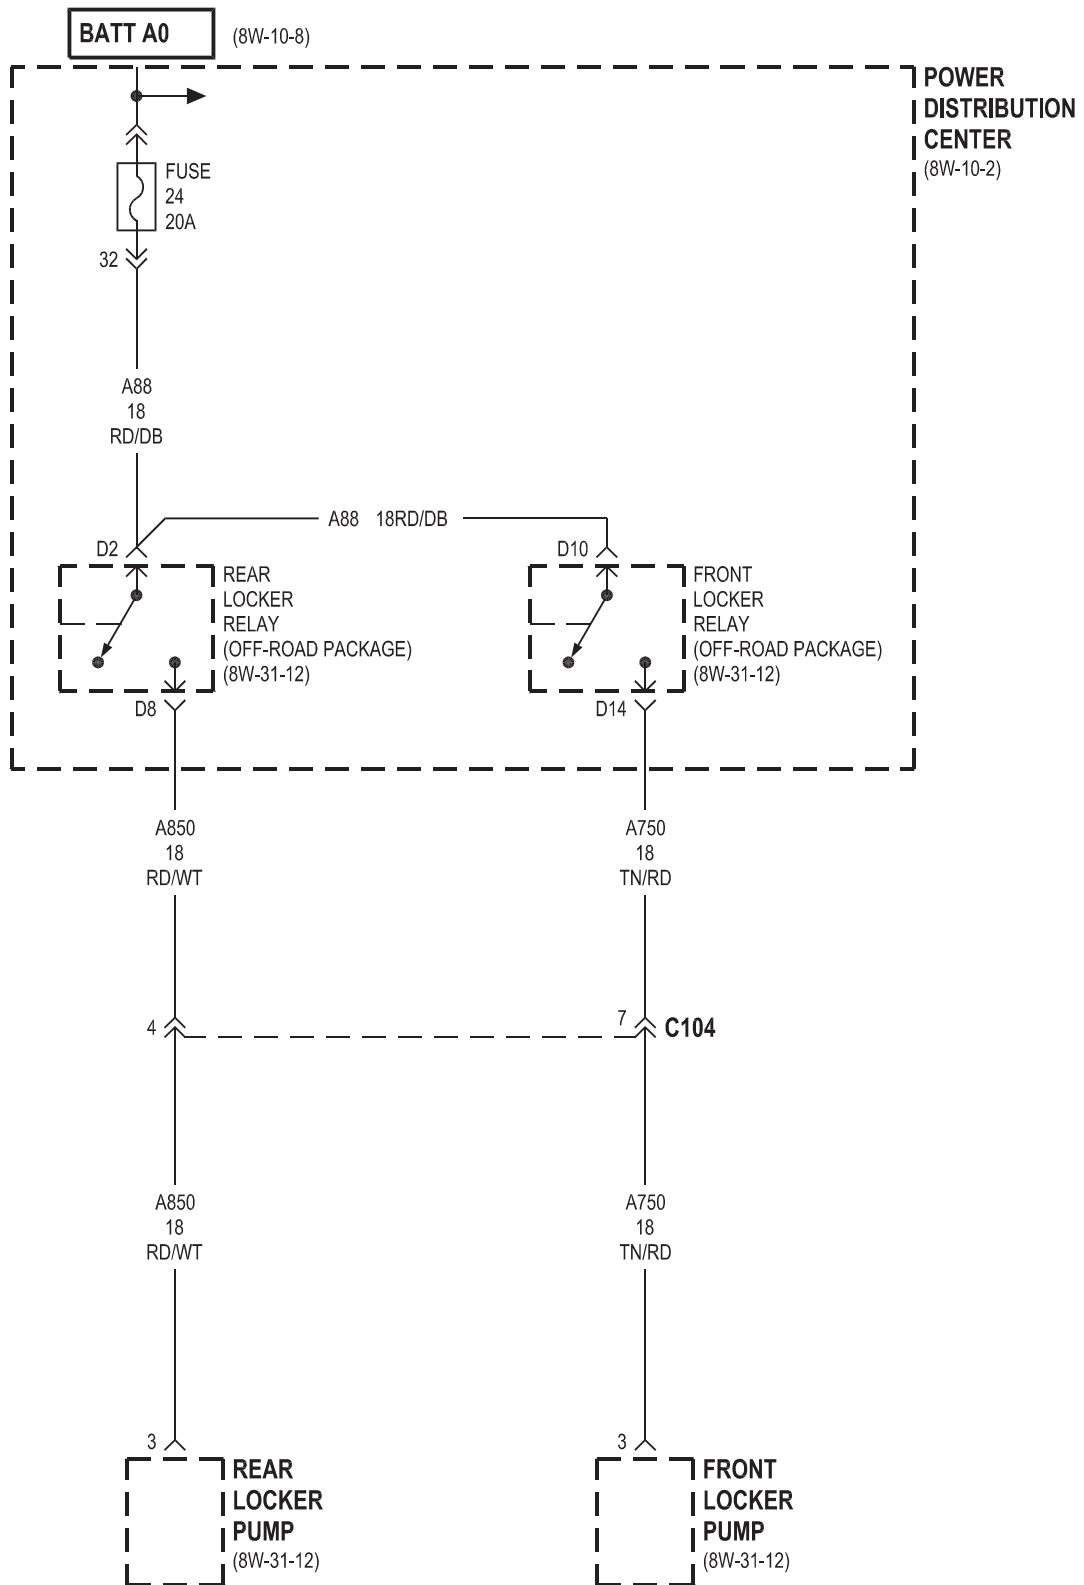 BATT A0
(8W-10-8)
POWER
DISTRIBUTION
CENTER
(8W-10-2)
FUSE
24
20A
32
A88
18
RD/DB
A88 18RD/DB
D2
D10
REAR
LOCKER
RELAY
(OFF-ROAD PACKAGE)
(8W-31-12)
FRONT
LOCKER
RELAY
(OFF-ROAD PACKAGE)
(8W-31-12)
D8
D14
A850
18
RD/WT
A750
18
TN/RD
4
7
C104
A850
18
RD/WT
A750
18
TN/RD
3
REAR
LOCKER
PUMP
(8W-31-12)
3
FRONT
LOCKER
PUMP
(8W-31-12)